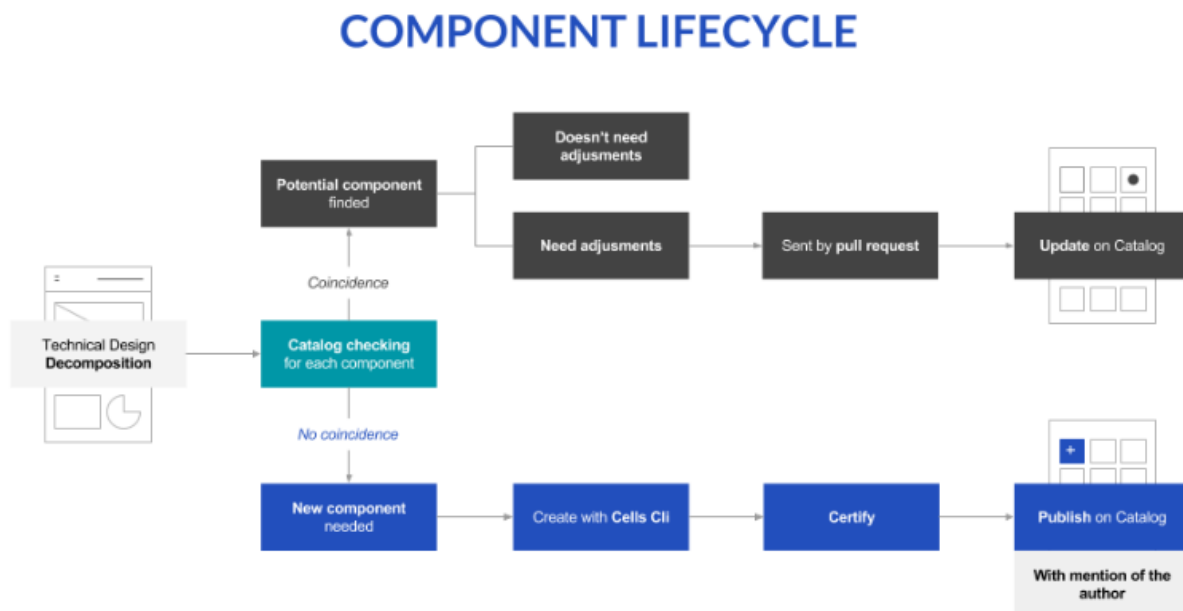 COMPONENT LIFECYCLE
Doesn't need
adjusments
Potential component
finded
Need adjusments
Sent by pull request
Update on Catalog
Coincidence
Technical Design
Decomposition
Catalog checking
for each component
No coincidence
New component
needed
Create with Cells Cli
Certify
Publish on Catalog
With mention of the
author